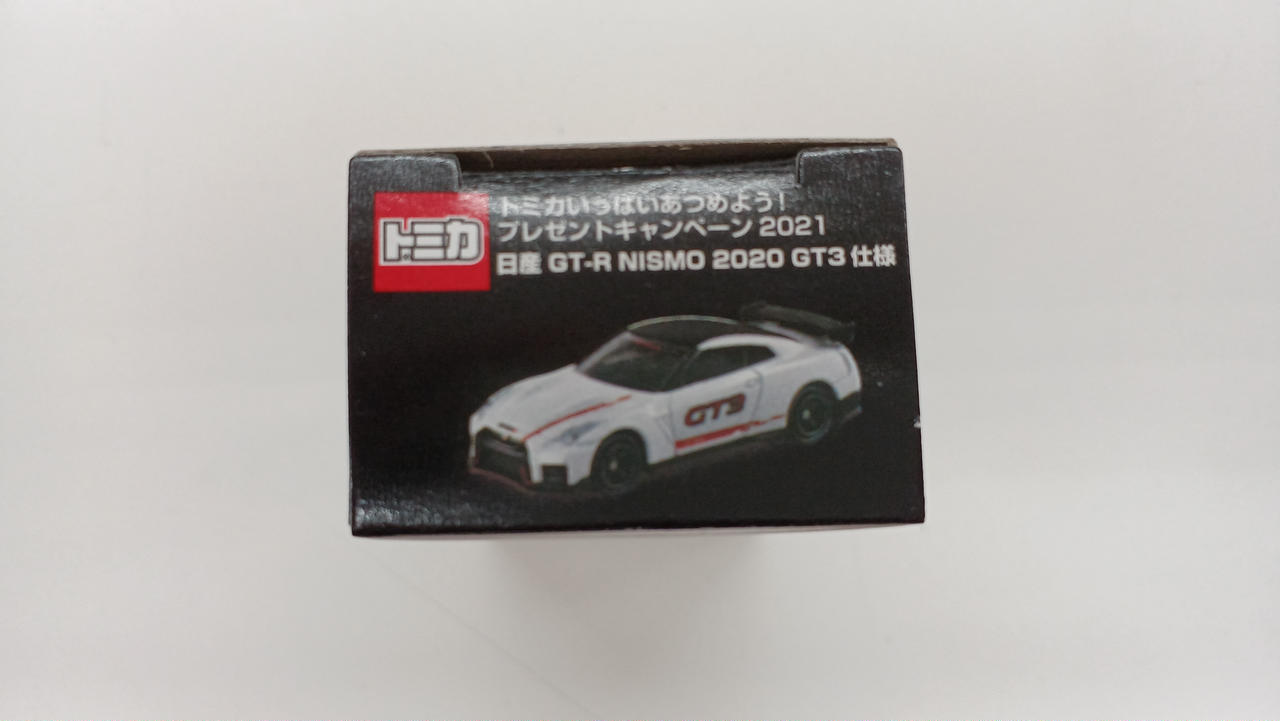 トミカ
トミカいっぱいあつめよう!
プレゼントキャンペーン 2021
日産 GT-R NISMO 2020 GT3 仕様
GT3